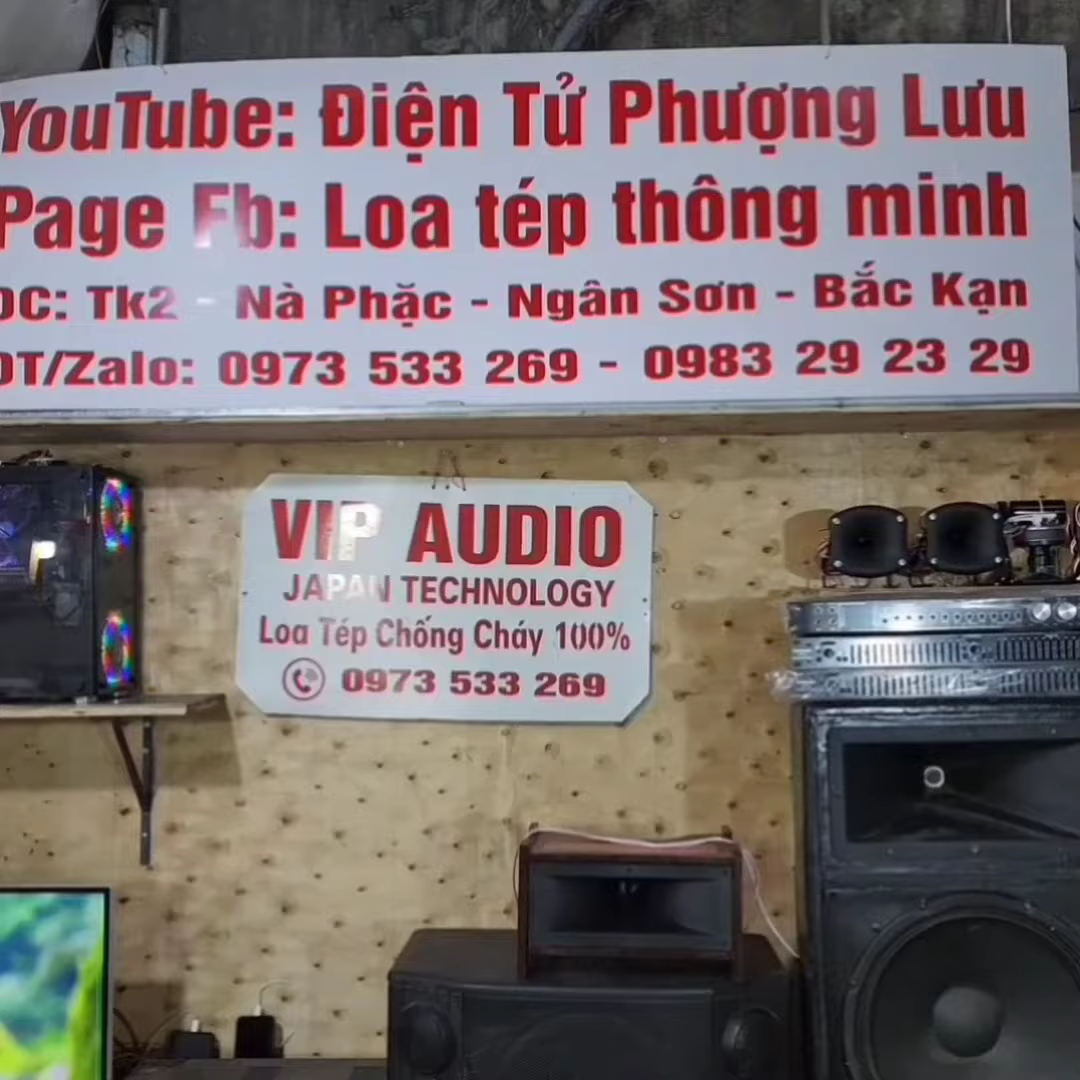 YouTube: Điện Tử Phượng Lưu
Page Fb: Loa tép thông minh
ĐC: Tk2 - Nà Phặc - Ngân Sơn - Bắc Kạn
ĐT/Zalo: 0973 533 269 - 0983 29 23 29
VIP AUDIO
JAPAN TECHNOLOGY
Loa Tép Chống Cháy 100%
0973 533 269